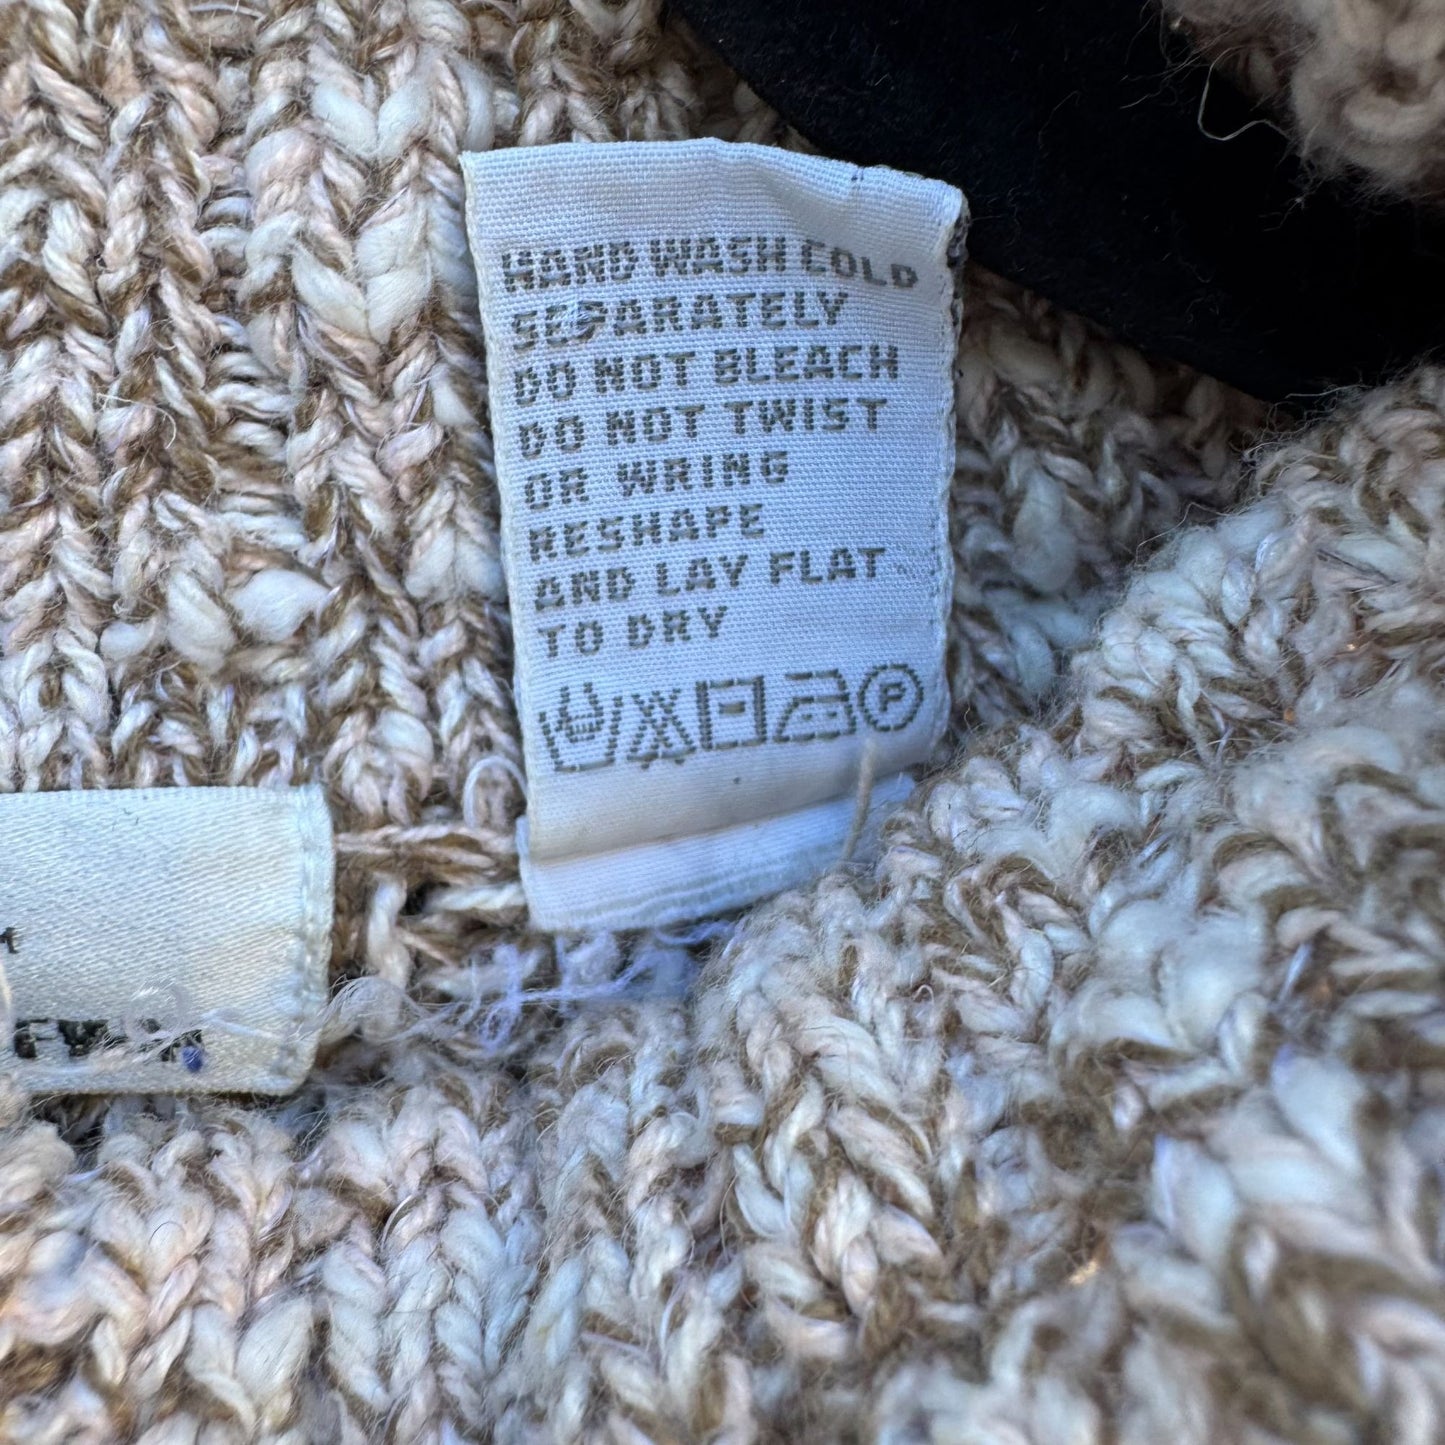 HAND WASH COLD
SEPARATELY
DO NOT BLEACH
DO NOT TWIST
OR WRING
RESHAPE
AND LAY FLAT
TO DRY
P